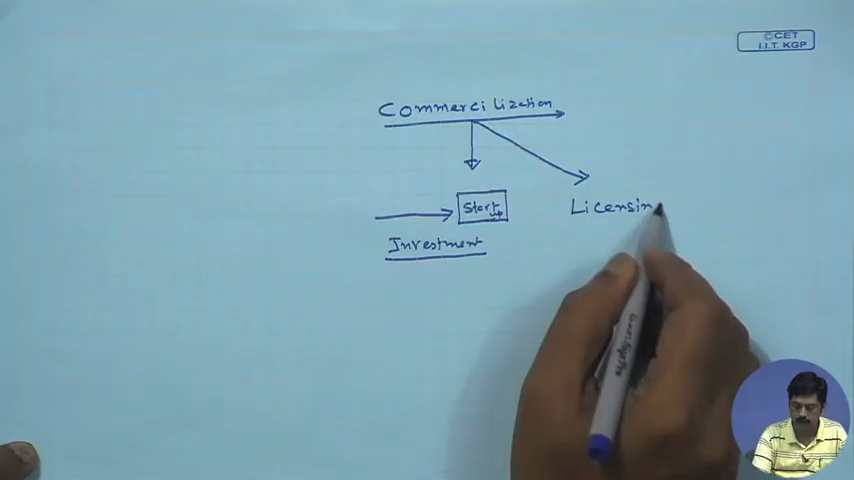 ©CET
I.I.T. KGP
Commercilization
Start
up
Licensin
Investment